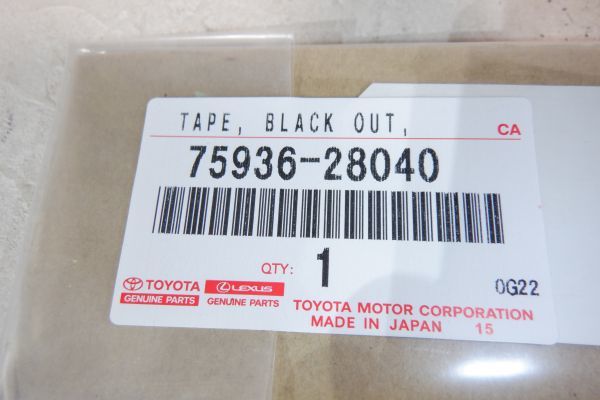 TAPE, BLACK OUT, CA
75936-28040
QTY: 1
0G22
TOYOTA LEXUS
GENUINE PARTS GENUINE PARTS
TOYOTA MOTOR CORPORATION
MADE IN JAPAN 15